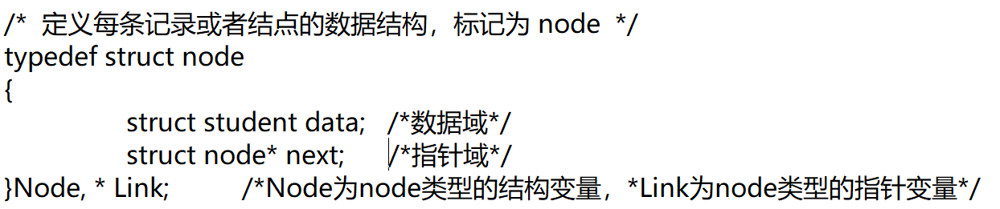 /*  定义每条记录或者结点的数据结构，标记为 node  */
typedef struct node
{
struct student data;   /*数据域*/
struct node* next;      /*指针域*/
}Node, * Link;          /*Node为node类型的结构变量，*Link为node类型的指针变量*/